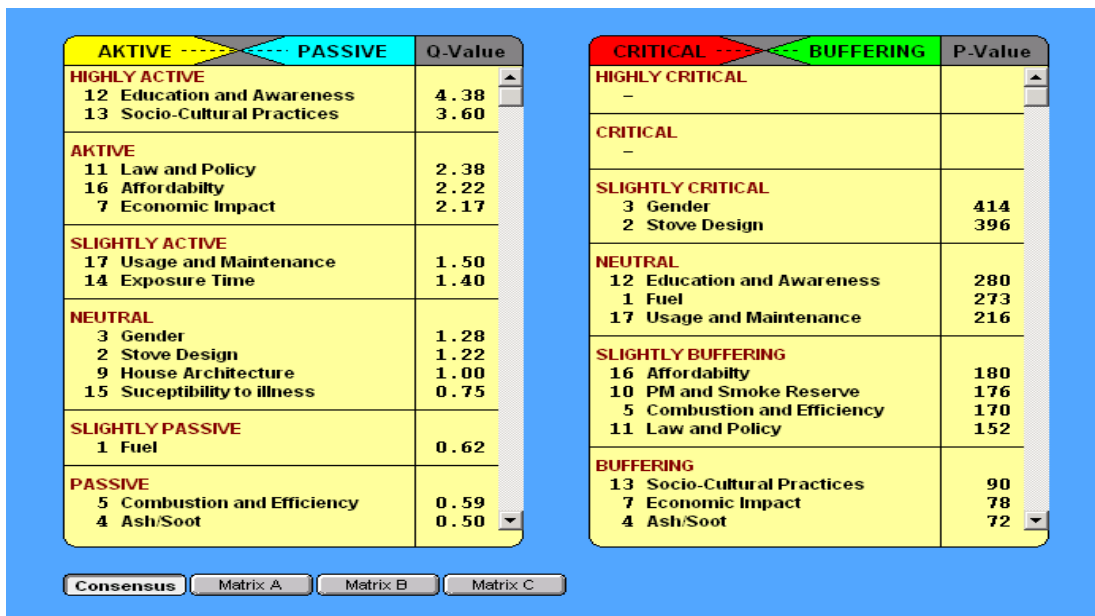 AKTIVE PASSIVE Q-Value
HIGHLY ACTIVE
12 Education and Awareness 4.38
13 Socio-Cultural Practices 3.60
AKTIVE
11 Law and Policy 2.38
16 Affordabilty 2.22
7 Economic Impact 2.17
SLIGHTLY ACTIVE
17 Usage and Maintenance 1.50
14 Exposure Time 1.40
NEUTRAL
3 Gender 1.28
2 Stove Design 1.22
9 House Architecture 1.00
15 Suceptibility to illness 0.75
SLIGHTLY PASSIVE
1 Fuel 0.62
PASSIVE
5 Combustion and Efficiency 0.59
4 Ash/Soot 0.50
CRITICAL BUFFERING P-Value
HIGHLY CRITICAL
–
CRITICAL
–
SLIGHTLY CRITICAL
3 Gender 414
2 Stove Design 396
NEUTRAL
12 Education and Awareness 280
1 Fuel 273
17 Usage and Maintenance 216
SLIGHTLY BUFFERING
16 Affordabilty 180
10 PM and Smoke Reserve 176
5 Combustion and Efficiency 170
11 Law and Policy 152
BUFFERING
13 Socio-Cultural Practices 90
7 Economic Impact 78
4 Ash/Soot 72
Consensus Matrix A Matrix B Matrix C